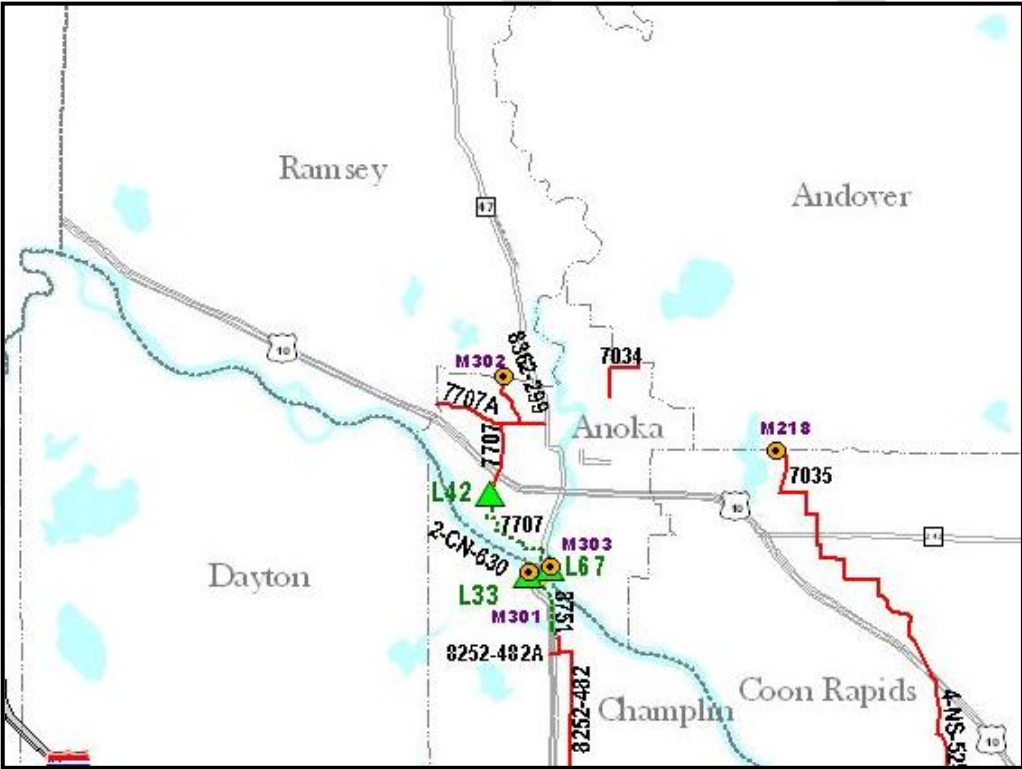 Ramsey
Andover
47
10
M302
8362-299
7034
7707A
Anoka
M218
7707
7035
L42
10
7707
2-CN-630
M303
L67
Dayton
L33
M301
8751
8252-482A
8252-482
Champlin
Coon Rapids
4-NS-52
10